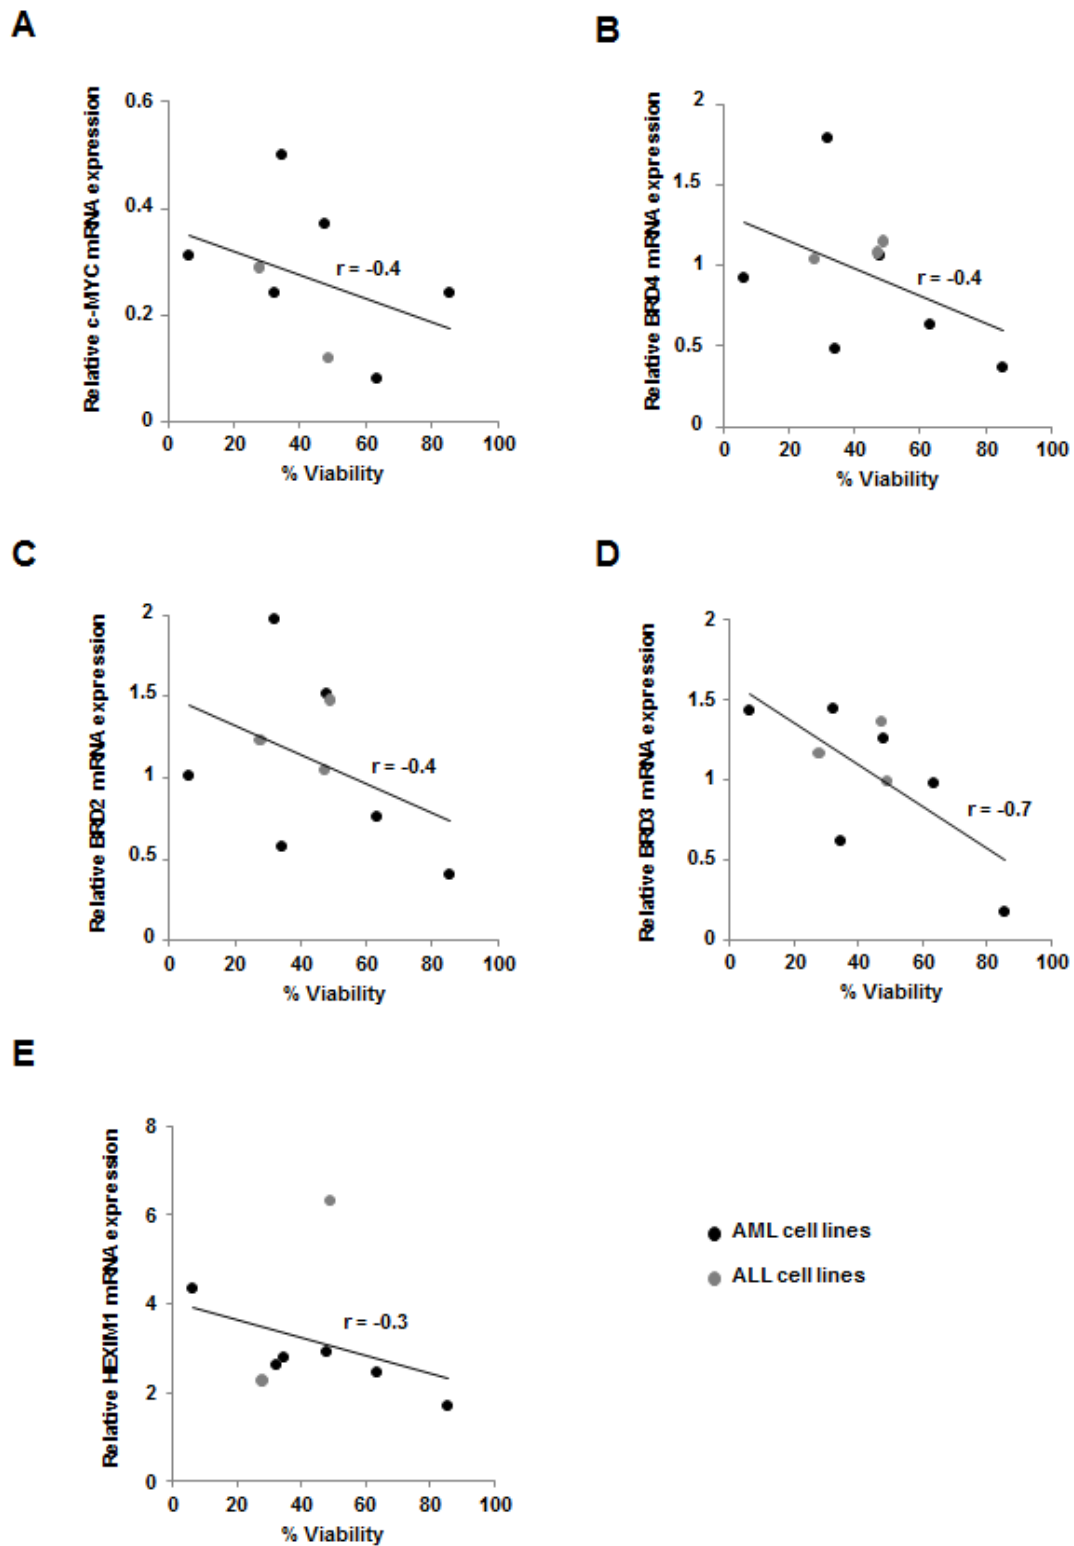 A
B
Relative c-MYC mRNA expression
0.6
0.4
0.2
0
r = -0.4
0 20 40 60 80 100
% Viability
Relative BRD4 mRNA expression
2
1.5
1
0.5
0
r = -0.4
0 20 40 60 80 100
% Viability
C
D
Relative BRD2 mRNA expression
2
1.5
1
0.5
0
r = -0.4
0 20 40 60 80 100
% Viability
Relative BRD3 mRNA expression
2
1.5
1
0.5
0
r = -0.7
0 20 40 60 80 100
% Viability
E
Relative HEXIM1 mRNA expression
8
6
4
2
0
r = -0.3
0 20 40 60 80 100
% Viability
AML cell lines
ALL cell lines